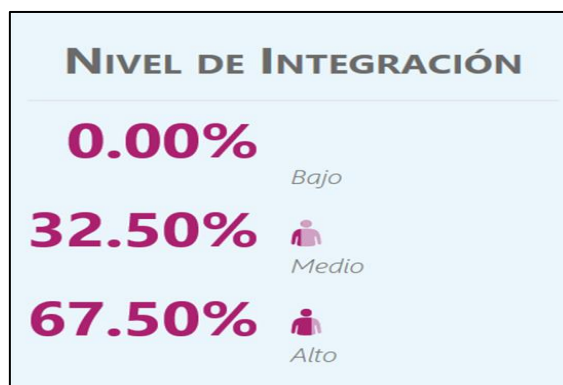 NIVEL DE INTEGRACIÓN
0.00%
Bajo
32.50%
Medio
67.50%
Alto